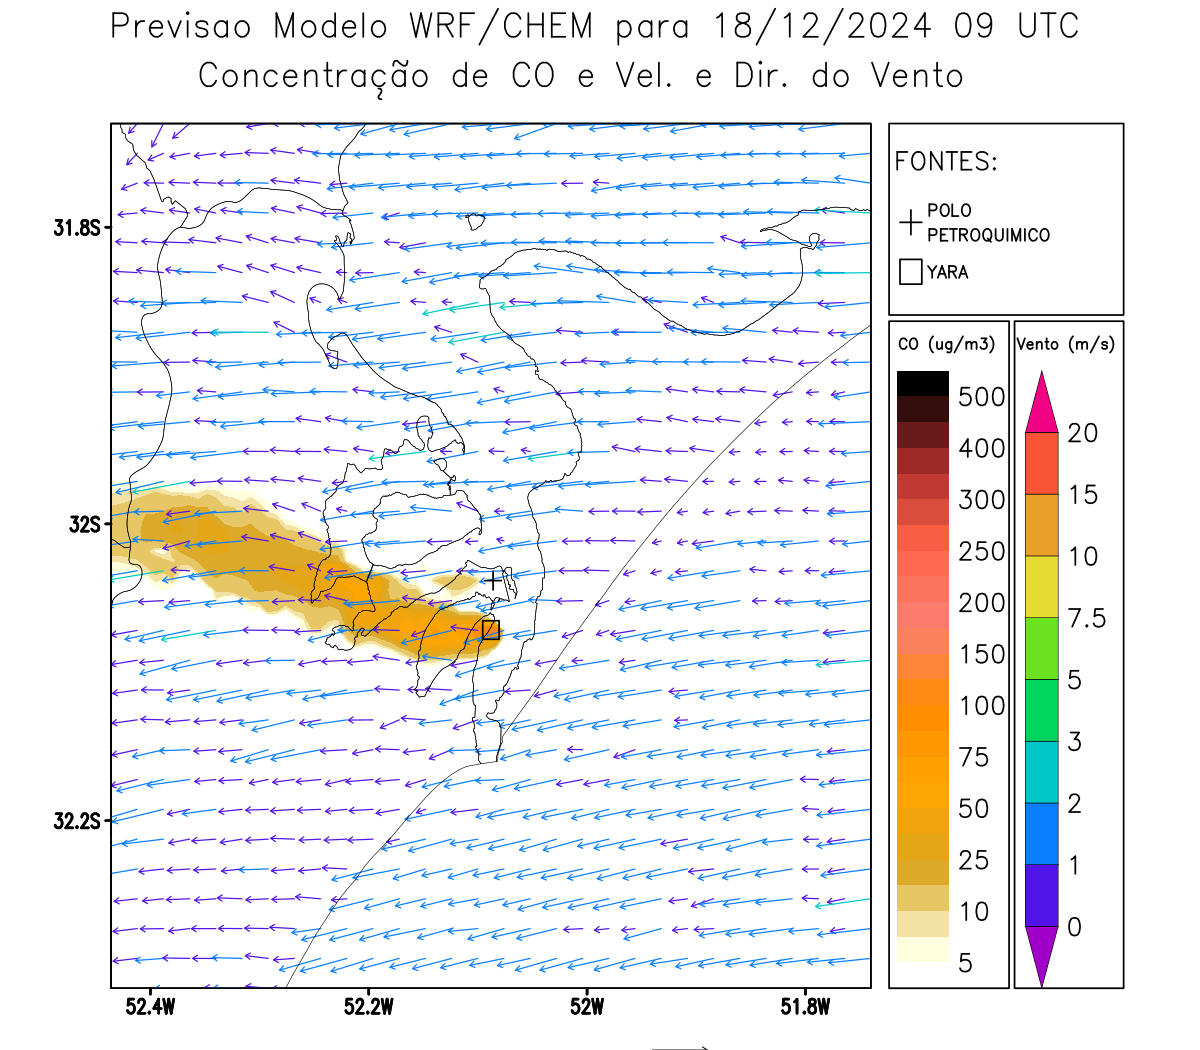 Previsao Modelo WRF/CHEM para 18/12/2024 09 UTC
Concentração de CO e Vel. e Dir. do Vento
FONTES:
POLO
PETROQUIMICO
YARA
CO (ug/m3)
500
400
300
250
200
150
100
75
50
25
10
5
Vento (m/s)
20
15
10
7.5
5
3
2
1
0
31.8S
32S
32.2S
52.4W
52.2W
52W
51.8W